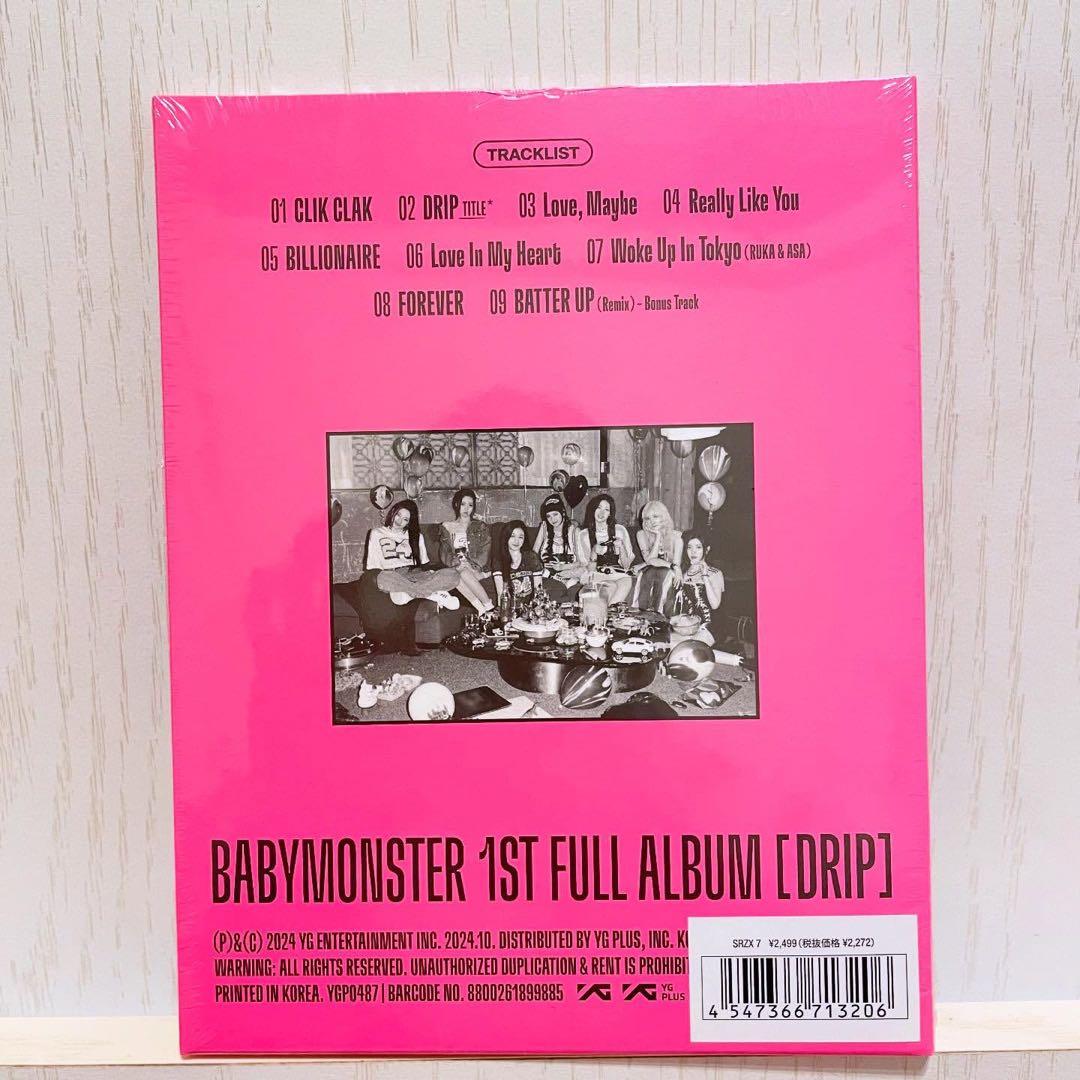 TRACKLIST
01 CLIK CLAK 02 DRIP TITLE* 03 Love, Maybe 04 Really Like You
05 BILLIONAIRE 06 Love In My Heart 07 Woke Up In Tokyo (RUKA & ASA)
08 FOREVER 09 BATTER UP (Remix) - Bonus Track
24
BABYMONSTER 1ST FULL ALBUM [DRIP]
(P)&(C) 2024 YG ENTERTAINMENT INC. 2024.10. DISTRIBUTED BY YG PLUS, INC.
WARNING: ALL RIGHTS RESERVED. UNAUTHORIZED DUPLICATION & RENT IS
PRINTED IN KOREA. YGP0487 | BARCODE NO. 8800261899885 YG YG YG PLUS
SRZX 7 ¥2,499 (税抜価格 ¥2,272)
4 547366 713206